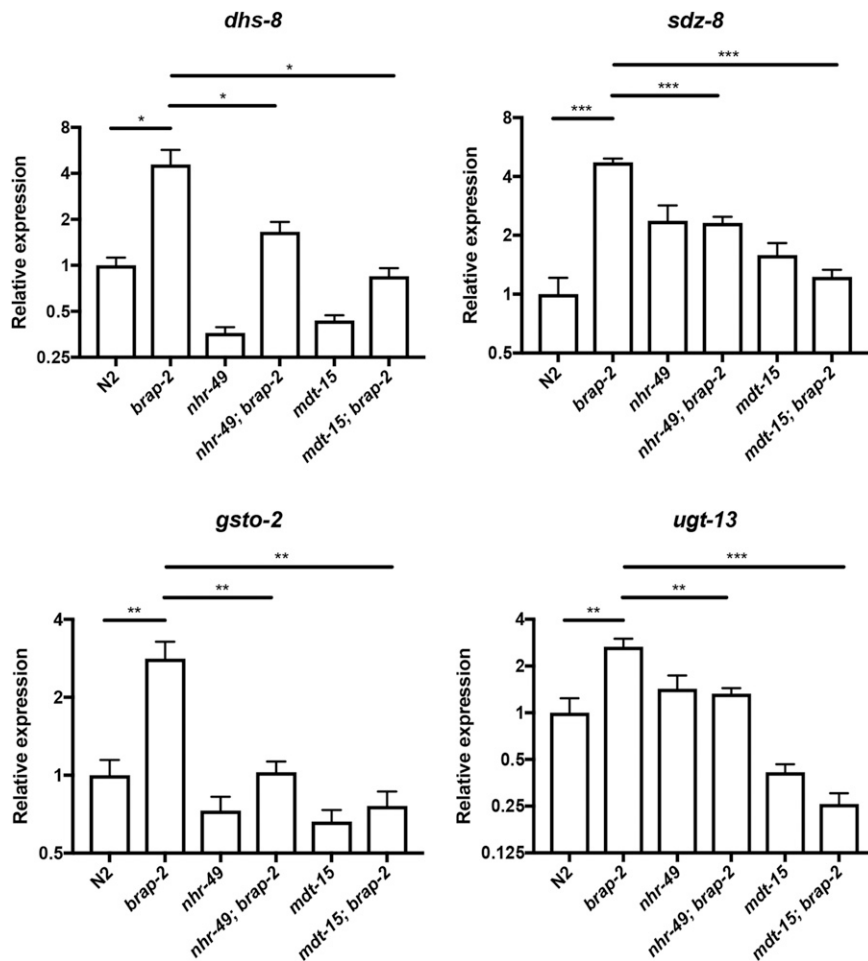 dhs-8
*
*
*
Relative expression
8
4
2
1
0.5
0.25
N2
brap-2
nhr-49
nhr-49; brap-2
mdt-15
mdt-15; brap-2
sdz-8
***
***
***
Relative expression
8
4
2
1
0.5
N2
brap-2
nhr-49
nhr-49; brap-2
mdt-15
mdt-15; brap-2
gsto-2
**
**
**
Relative expression
4
2
1
0.5
N2
brap-2
nhr-49
nhr-49; brap-2
mdt-15
mdt-15; brap-2
ugt-13
***
**
**
Relative expression
4
2
1
0.5
0.25
0.125
N2
brap-2
nhr-49
nhr-49; brap-2
mdt-15
mdt-15; brap-2